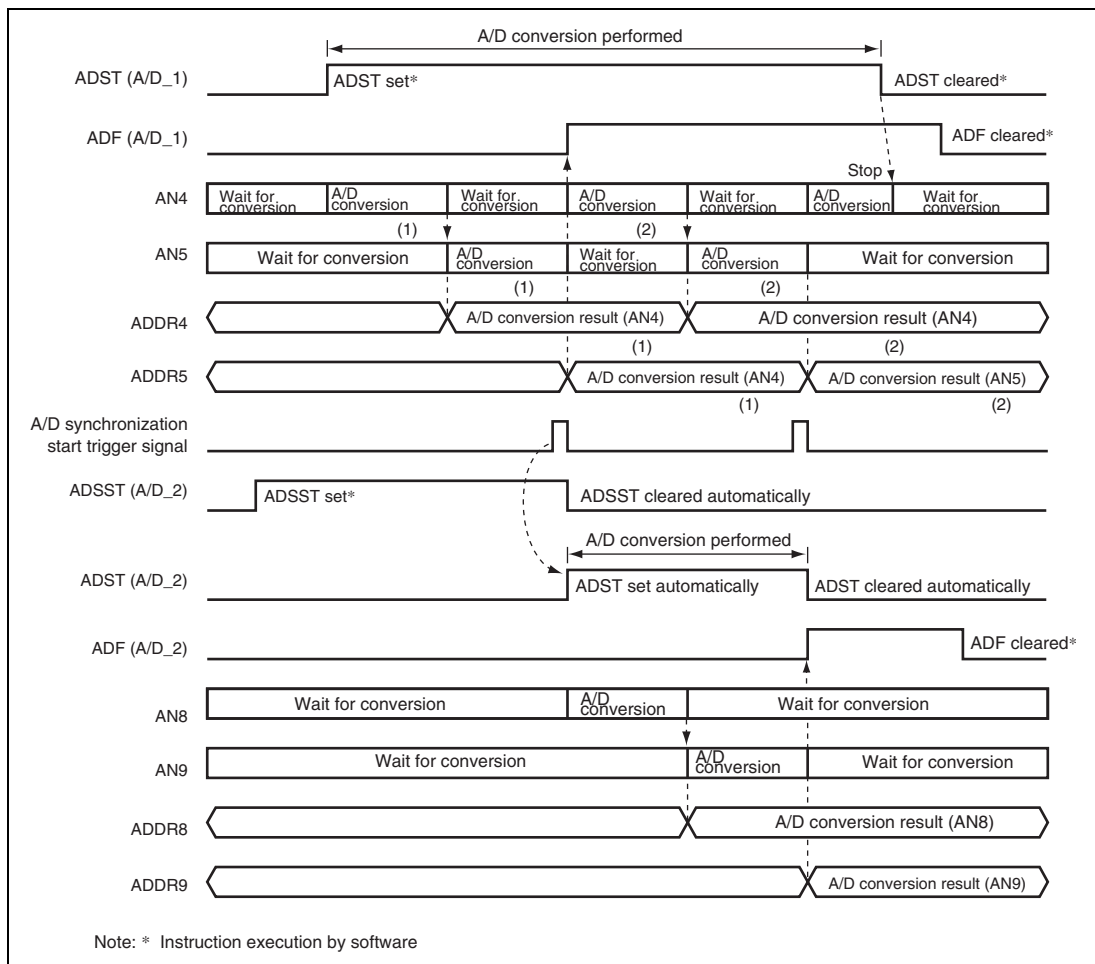 A/D conversion performed
ADST (A/D_1)
ADST set*
ADST cleared*
ADF (A/D_1)
ADF cleared*
Stop
AN4
Wait for conversion
A/D conversion
Wait for conversion
A/D conversion
Wait for conversion
A/D conversion
Wait for conversion
(1)
(2)
AN5
Wait for conversion
A/D conversion
Wait for conversion
A/D conversion
Wait for conversion
(1)
(2)
ADDR4
A/D conversion result (AN4)
A/D conversion result (AN4)
(1)
(2)
ADDR5
A/D conversion result (AN4)
A/D conversion result (AN5)
(1)
(2)
A/D synchronization
start trigger signal
ADSST (A/D_2)
ADSST set*
ADSST cleared automatically
A/D conversion performed
ADST (A/D_2)
ADST set automatically
ADST cleared automatically
ADF (A/D_2)
ADF cleared*
AN8
Wait for conversion
A/D conversion
Wait for conversion
AN9
Wait for conversion
A/D conversion
Wait for conversion
ADDR8
A/D conversion result (AN8)
ADDR9
A/D conversion result (AN9)
Note: * Instruction execution by software